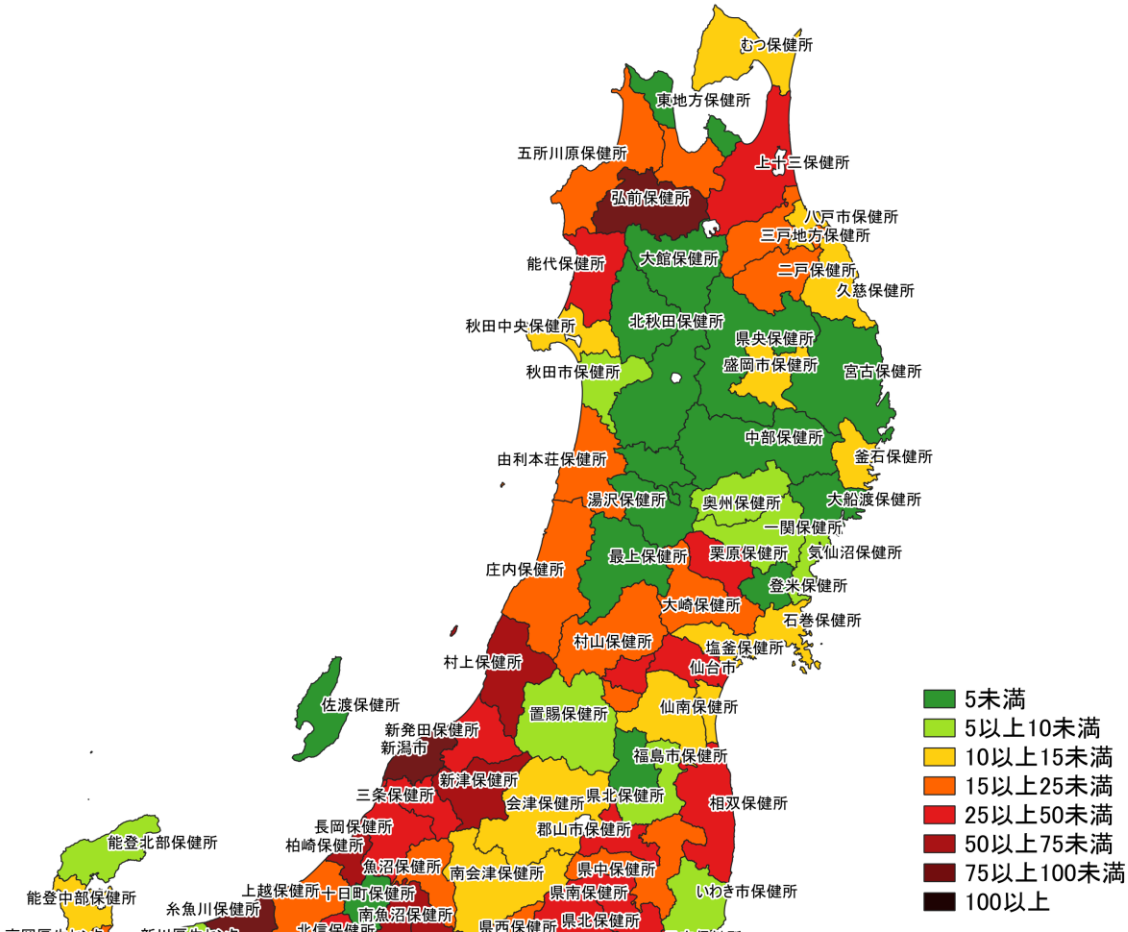 むつ保健所
東地方保健所
五所川原保健所
上十三保健所
弘前保健所
八戸市保健所
三戸地方保健所
大館保健所
能代保健所
二戸保健所
久慈保健所
北秋田保健所
秋田中央保健所
県央保健所
盛岡市保健所
秋田市保健所
宮古保健所
中部保健所
釜石保健所
由利本荘保健所
湯沢保健所
奥州保健所
大船渡保健所
一関保健所
最上保健所
栗原保健所
気仙沼保健所
庄内保健所
登米保健所
大崎保健所
石巻保健所
村山保健所
塩釜保健所
村上保健所
仙台市
佐渡保健所
置賜保健所
仙南保健所
新発田保健所
新潟市
福島市保健所
新津保健所
三条保健所
会津保健所
県北保健所
相双保健所
長岡保健所
郡山市保健所
柏崎保健所
能登北部保健所
魚沼保健所
南会津保健所
県中保健所
上越保健所
十日町保健所
県南保健所
いわき市保健所
能登中部保健所
糸魚川保健所
南魚沼保健所
県西保健所
県北保健所
北信保健所
5未満
5以上10未満
10以上15未満
15以上25未満
25以上50未満
50以上75未満
75以上100未満
100以上